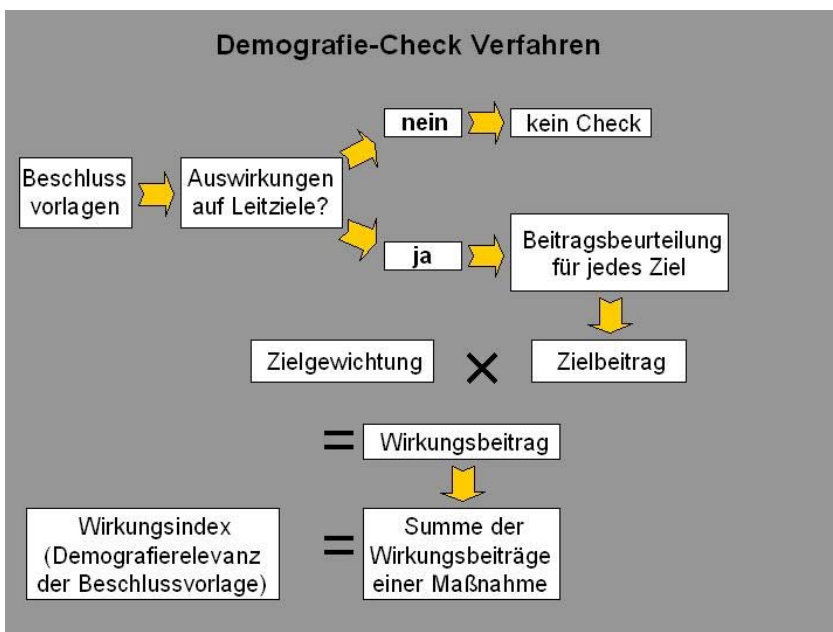 Demografie-Check Verfahren
nein
kein Check
Beschluss
vorlagen
Auswirkungen
auf Leitziele?
ja
Beitragsbeurteilung
für jedes Ziel
Zielgewichtung
×
Zielbeitrag
=
Wirkungsbeitrag
Wirkungsindex
(Demografierelevanz
der Beschlussvorlage)
=
Summe der
Wirkungsbeiträge
einer Maßnahme